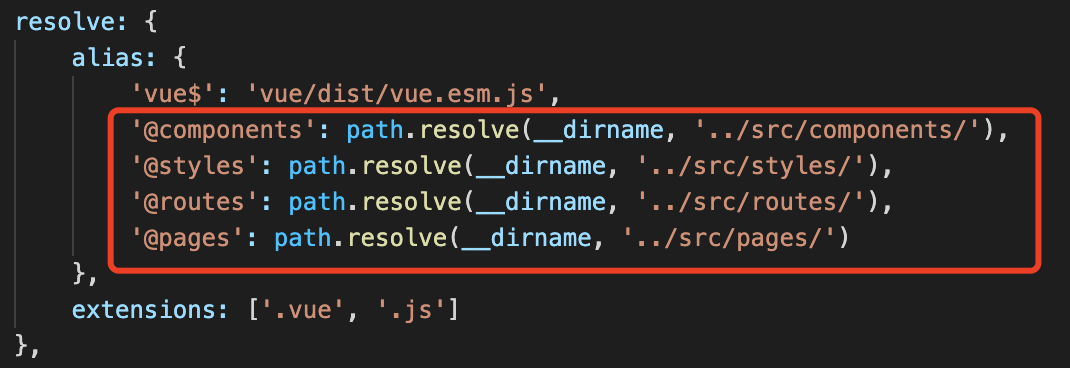 resolve: {
    alias: {
        'vue$': 'vue/dist/vue.esm.js',
        '@components': path.resolve(__dirname, '../src/components/'),
        '@styles': path.resolve(__dirname, '../src/styles/'),
        '@routes': path.resolve(__dirname, '../src/routes/'),
        '@pages': path.resolve(__dirname, '../src/pages/')
    },
    extensions: ['.vue', '.js']
},